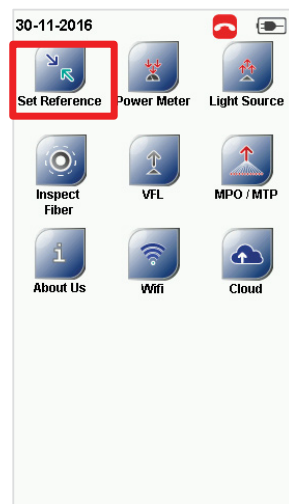 30-11-2016
Set Reference Power Meter Light Source
Inspect Fiber VFL MPO / MTP
About Us Wifi Cloud